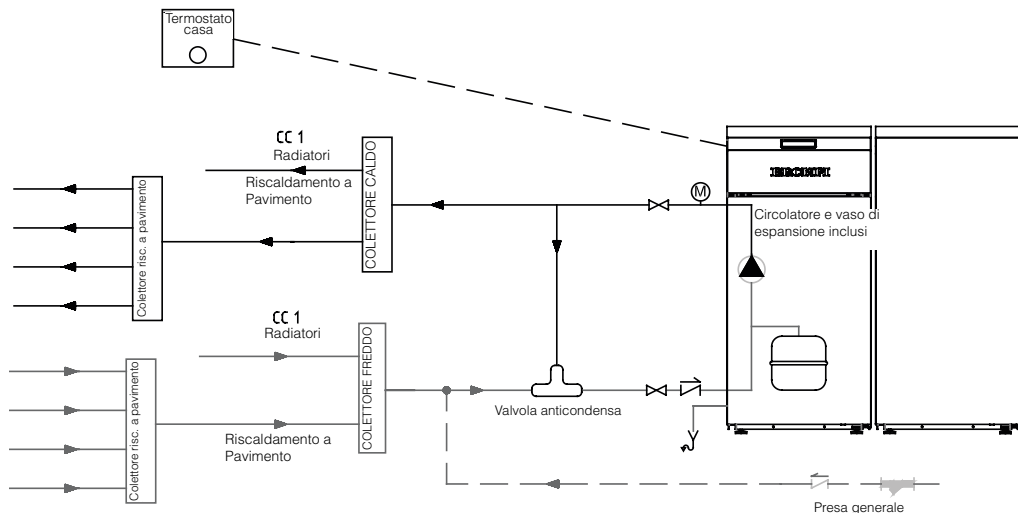 Termostato
casa
CC 1
Radiatori
Riscaldamento a
Pavimento
COLETTORE CALDO
Colettore risc. a pavimento
M
Circolatore e vaso di
espansione inclusi
CC 1
Radiatori
COLETTORE FREDDO
Colettore risc. a pavimento
Riscaldamento a
Pavimento
Valvola anticondensa
Presa generale